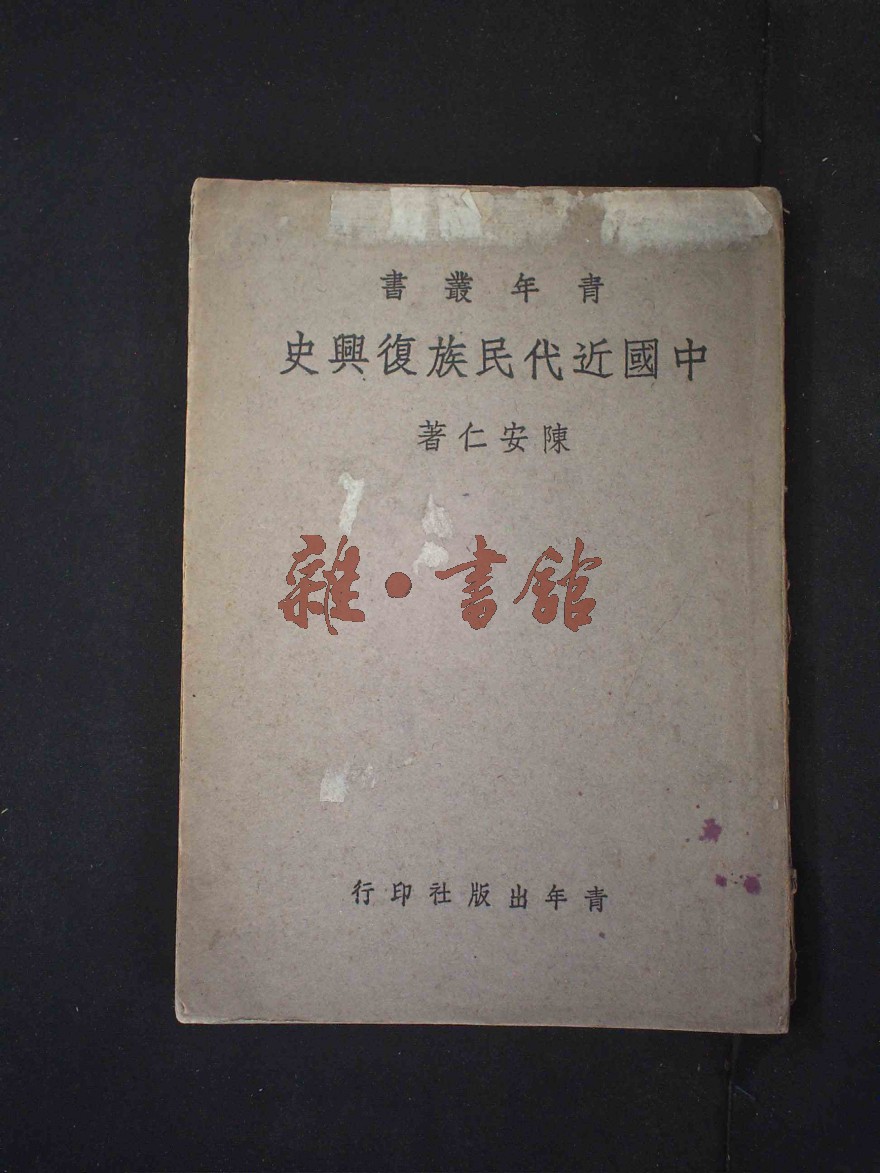 青年叢書
中國近代民族復興史
陳安仁著
雜·書館
青年出版社印行